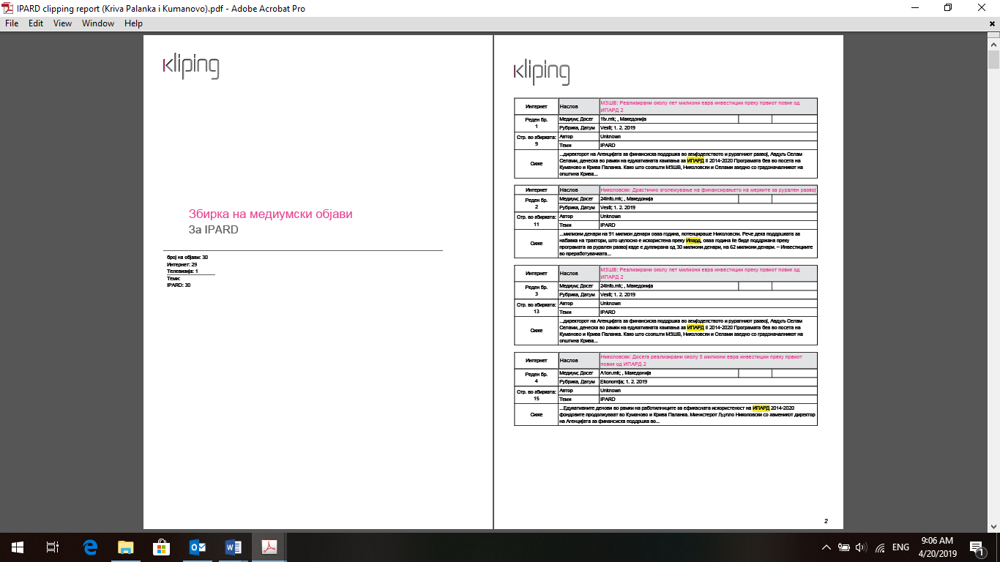 IPARD clipping report (Kriva Palanka i Kumanovo).pdf - Adobe Acrobat Pro
File Edit View Window Help
Kliping
Збирка на медиумски објави
За IPARD
број на објави: 30
Интернет: 29
Телевизија: 1
Теми:
IPARD: 30
Kliping
Интернет Наслов МЗШВ: Реализирани околу пет милиони евра инвестиции преку првиот повик од
ИПАРД 2
Реден бр. Медиум; Досег 1tv.mk; , Македонија
1 Рубрика, Датум Vesti; 1. 2. 2019
Стр. во збирката: Автор Unknown
9 Теми IPARD
Сиже ...директорот на Агенцијата за финансиска поддршка во земјоделството и руралниот развој, Авдуљ Селам
Селами, денеска во рамки на едукативната кампања за ИПАРД II 2014-2020 Програмата беа во посета на
Куманово и Крива Паланка. Како што соопшти МЗШВ, Николовски и Селами заедно со градоначалникот на
општина Крива...
Интернет Наслов Николовски: Драстично зголемување на финансирањето на мерките за рурален развој
Реден бр. Медиум; Досег 24info.mk; , Македонија
2 Рубрика, Датум Vesti; 1. 2. 2019
Стр. во збирката: Автор Unknown
11 Теми IPARD
Сиже ...милиони денари на 91 милион денари оваа година, потенцираше Николовски. Рече дека поддршката за
набавка на трактори, што целосно е искористена преку Ипард, оваа година ќе биде поддржана преку
програмата за рурален развој каде е дуплирана од 30 милиони денари, на 62 милиони денари. – Инвестициите
во преработувачката...
Интернет Наслов МЗШВ: Реализирани околу пет милиони евра инвестиции преку првиот повик од
ИПАРД 2
Реден бр. Медиум; Досег 24info.mk; , Македонија
3 Рубрика, Датум Vesti; 1. 2. 2019
Стр. во збирката: Автор Unknown
13 Теми IPARD
Сиже ...директорот на Агенцијата за финансиска поддршка во земјоделството и руралниот развој, Авдуљ Селам
Селами, денеска во рамки на едукативната кампања за ИПАРД II 2014-2020 Програмата беа во посета на
Куманово и Крива Паланка. Како што соопшти МЗШВ, Николовски и Селами заедно со градоначалникот на
општина Крива...
Интернет Наслов Николовски: Досега реализирани околу 5 милиони евра инвестиции преку првиот
повик од ИПАРД 2
Реден бр. Медиум; Досег A1on.mk; , Македонија
4 Рубрика, Датум Ekonomija; 1. 2. 2019
Стр. во збирката: Автор Unknown
15 Теми IPARD
Сиже ...Едукативните денови во рамки на работилниците за ефикасната искористеност на ИПАРД 2014-2020
фондовите продолжуваат во Куманово и Крива Паланка. Министерот Љупчо Николовски со заменикот директор
на Агенцијата за финансиска поддршка во...
2
ENG
9:06 AM
4/20/2019
1